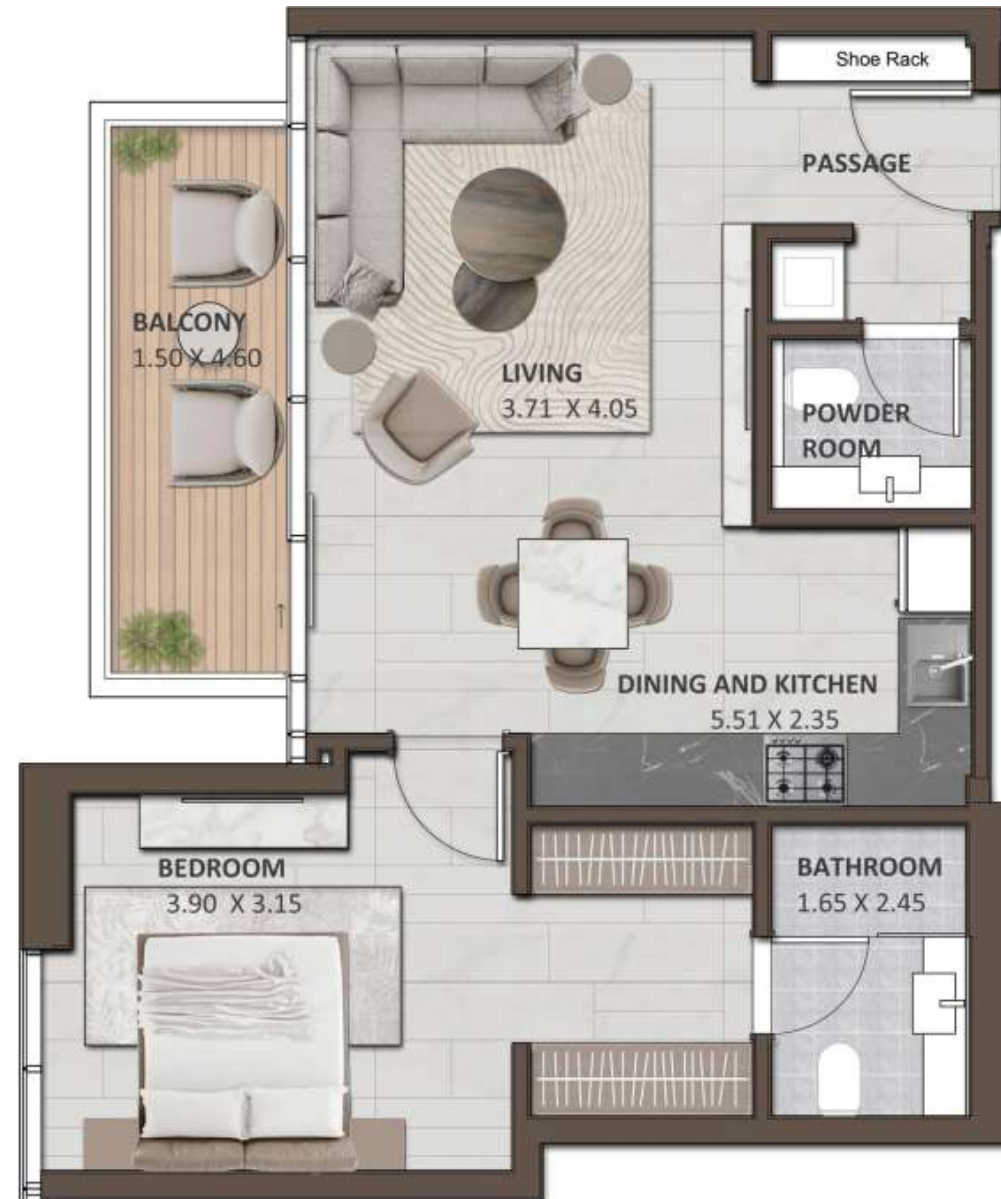 Shoe Rack
PASSAGE
BALCONY
1.50 X 4.60
LIVING
3.71 X 4.05
POWDER
ROOM
DINING AND KITCHEN
5.51 X 2.35
BEDROOM
3.90 X 3.15
BATHROOM
1.65 X 2.45